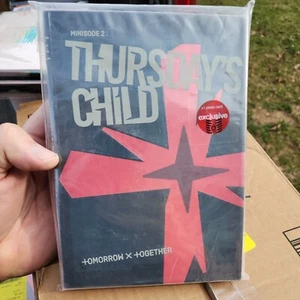 MINISODE 2 :
THURSDAY'S
CHILD
exclusive
TOMORROW X TOGETHER